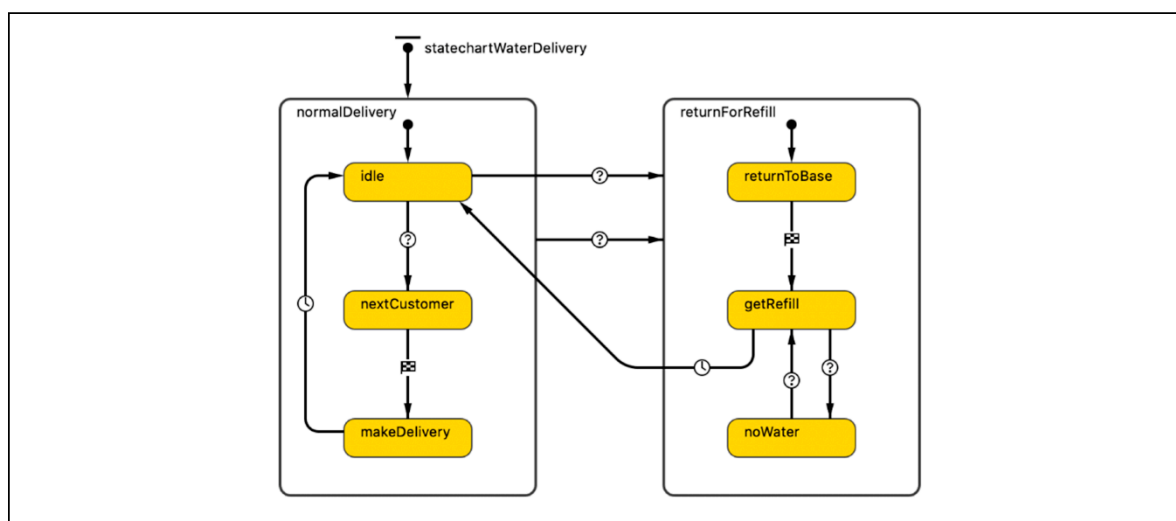 statechartWaterDelivery
normalDelivery
returnForRefill
idle
returnToBase
?
?
?
nextCustomer
getRefill
?
?
makeDelivery
noWater